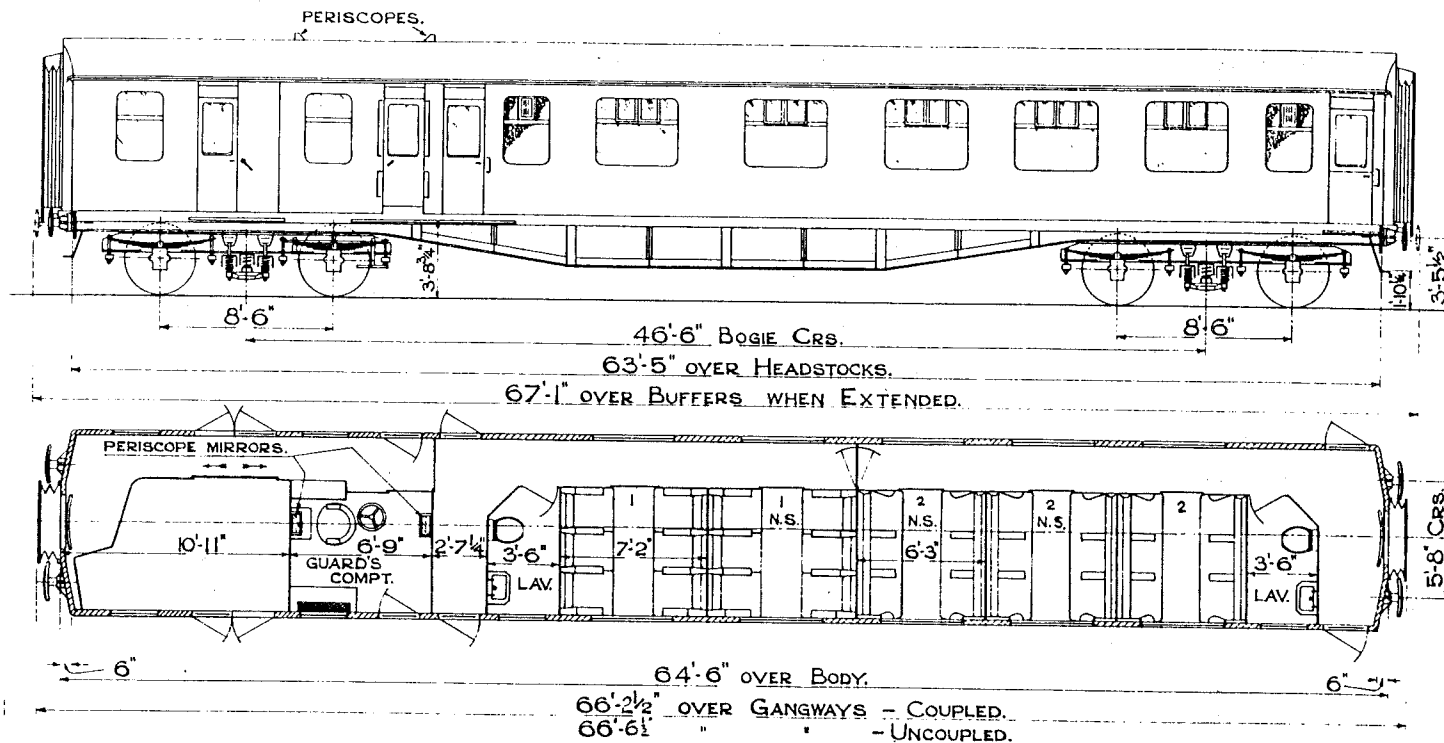 PERISCOPES.
3'-8¾"
1'-10¼"
3'-5½"
8'-6"
46'-6" BOGIE CRS.
8'-6"
63'-5" OVER HEADSTOCKS.
67'-1" OVER BUFFERS WHEN EXTENDED.
PERISCOPE MIRRORS.
1
1
N.S.
2
N.S.
2
N.S.
2
10'-11"
6'-9"
2'-7¼"
3'-6"
7'-2"
6'-3"
3'-6"
5'-8" CRS.
GUARD'S
COMPT.
LAV.
LAV.
6"
64'-6" OVER BODY.
6"
66'-2½" OVER GANGWAYS - COUPLED.
66'-6½" " " - UNCOUPLED.